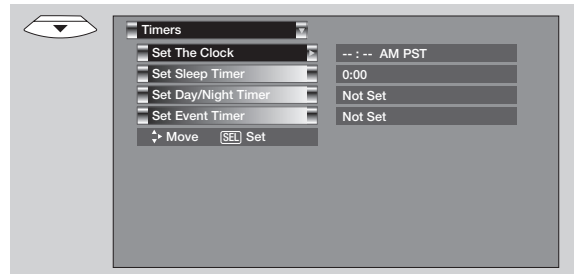 Timers
Set The Clock -- : -- AM PST
Set Sleep Timer 0:00
Set Day/Night Timer Not Set
Set Event Timer Not Set
Move SEL Set